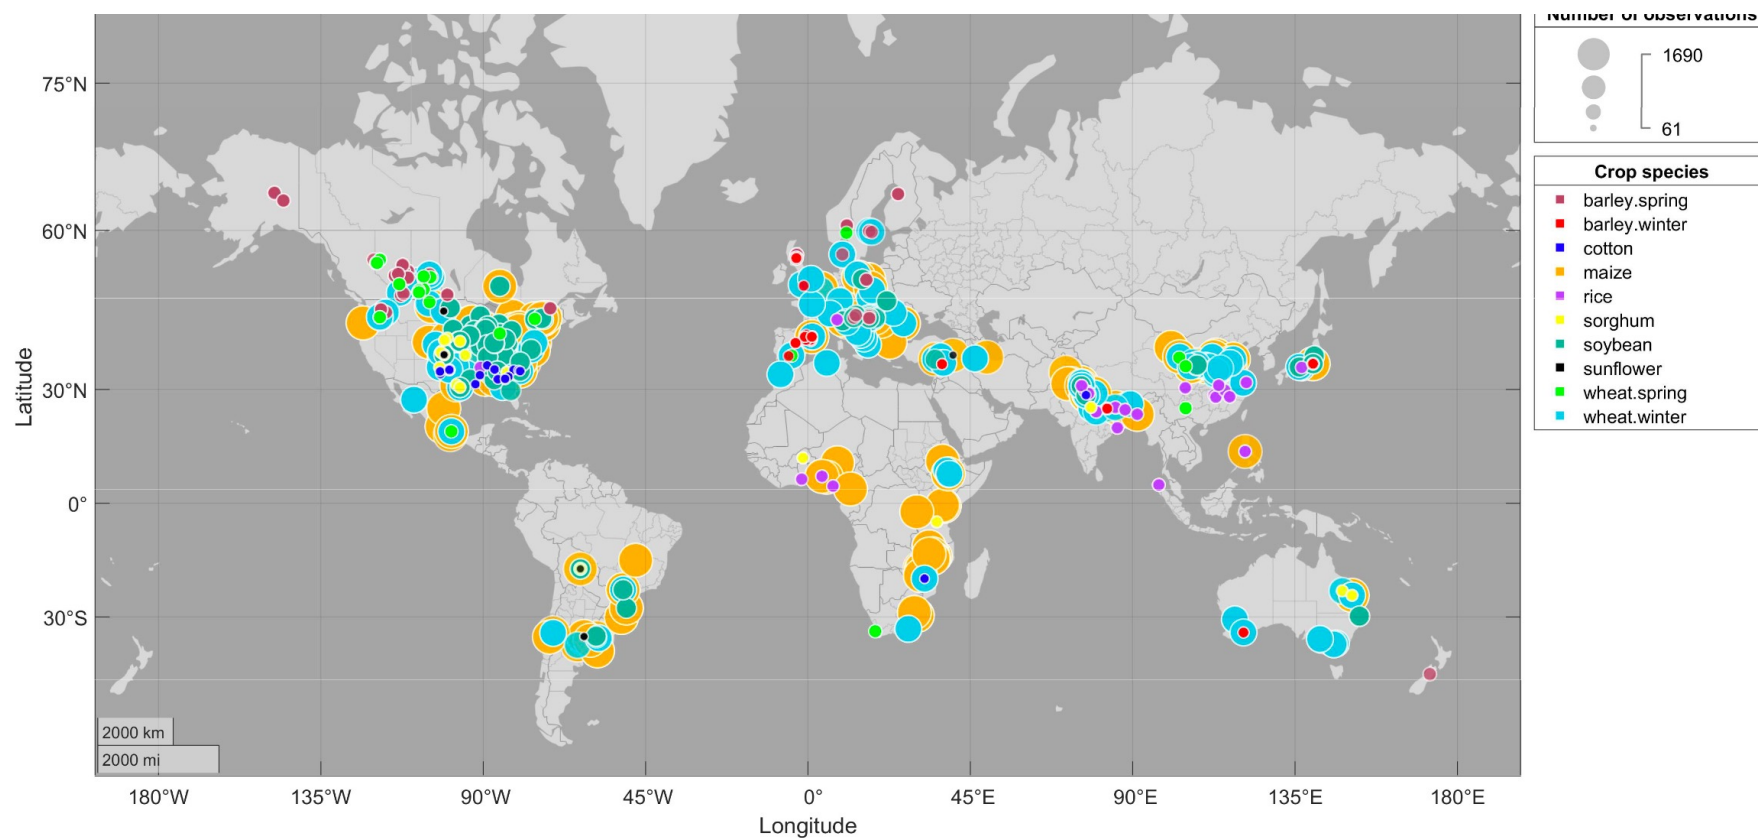 Number of observations
1690
61
Crop species
barley.spring
barley.winter
cotton
maize
rice
sorghum
soybean
sunflower
wheat.spring
wheat.winter
75°N
60°N
30°N
0°
30°S
Latitude
2000 km
2000 mi
180°W
135°W
90°W
45°W
0°
45°E
90°E
135°E
180°E
Longitude